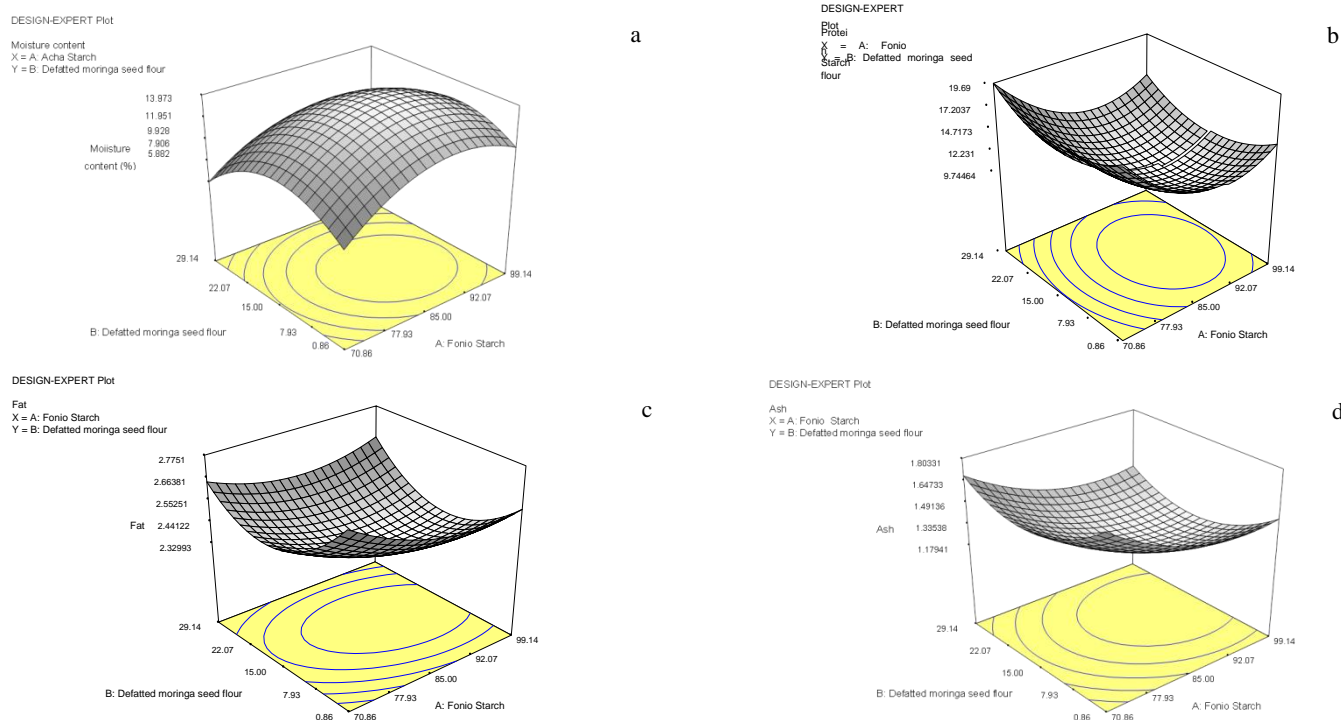 DESIGN-EXPERT Plot
Moisture content
X = A: Acha Starch
Y = B: Defatted moringa seed flour
a
13.973
11.951
9.928
7.906
5.882
Moiisture
content (%)
29.14
22.07
15.00
7.93
0.86
B: Defatted moringa seed flour
70.86
77.93
85.00
92.07
99.14
A: Fonio Starch
DESIGN-EXPERT
Plot
Protei
n
X = A: Fonio
Starch
Y = B: Defatted moringa seed
flour
b
19.69
17.2037
14.7173
12.231
9.74464
29.14
22.07
15.00
7.93
0.86
B: Defatted moringa seed flour
70.86
77.93
85.00
92.07
99.14
A: Fonio Starch
DESIGN-EXPERT Plot
Fat
X = A: Fonio Starch
Y = B: Defatted moringa seed flour
c
2.7751
2.66381
2.55251
2.44122
2.32993
Fat
29.14
22.07
15.00
7.93
0.86
B: Defatted moringa seed flour
70.86
77.93
85.00
92.07
99.14
A: Fonio Starch
DESIGN-EXPERT Plot
Ash
X = A: Fonio Starch
Y = B: Defatted moringa seed flour
d
1.80331
1.64733
1.49136
1.33538
1.17941
Ash
29.14
22.07
15.00
7.93
0.86
B: Defatted moringa seed flour
70.86
77.93
85.00
92.07
99.14
A: Fonio Starch